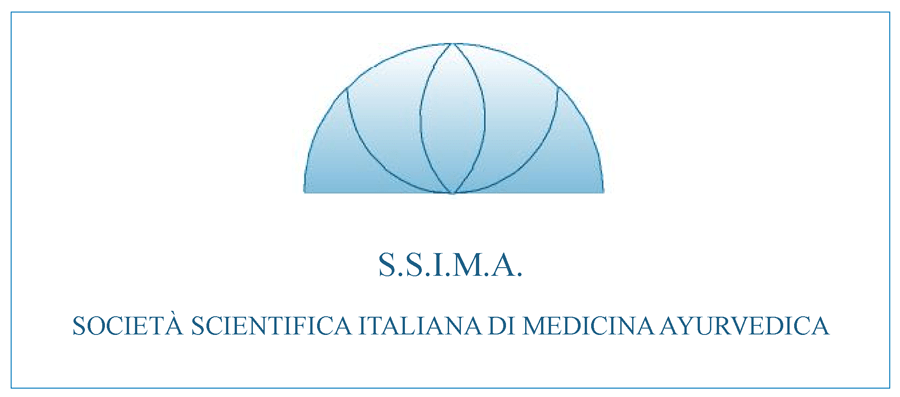 S.S.I.M.A.
SOCIETÀ SCIENTIFICA ITALIANA DI MEDICINA AYURVEDICA